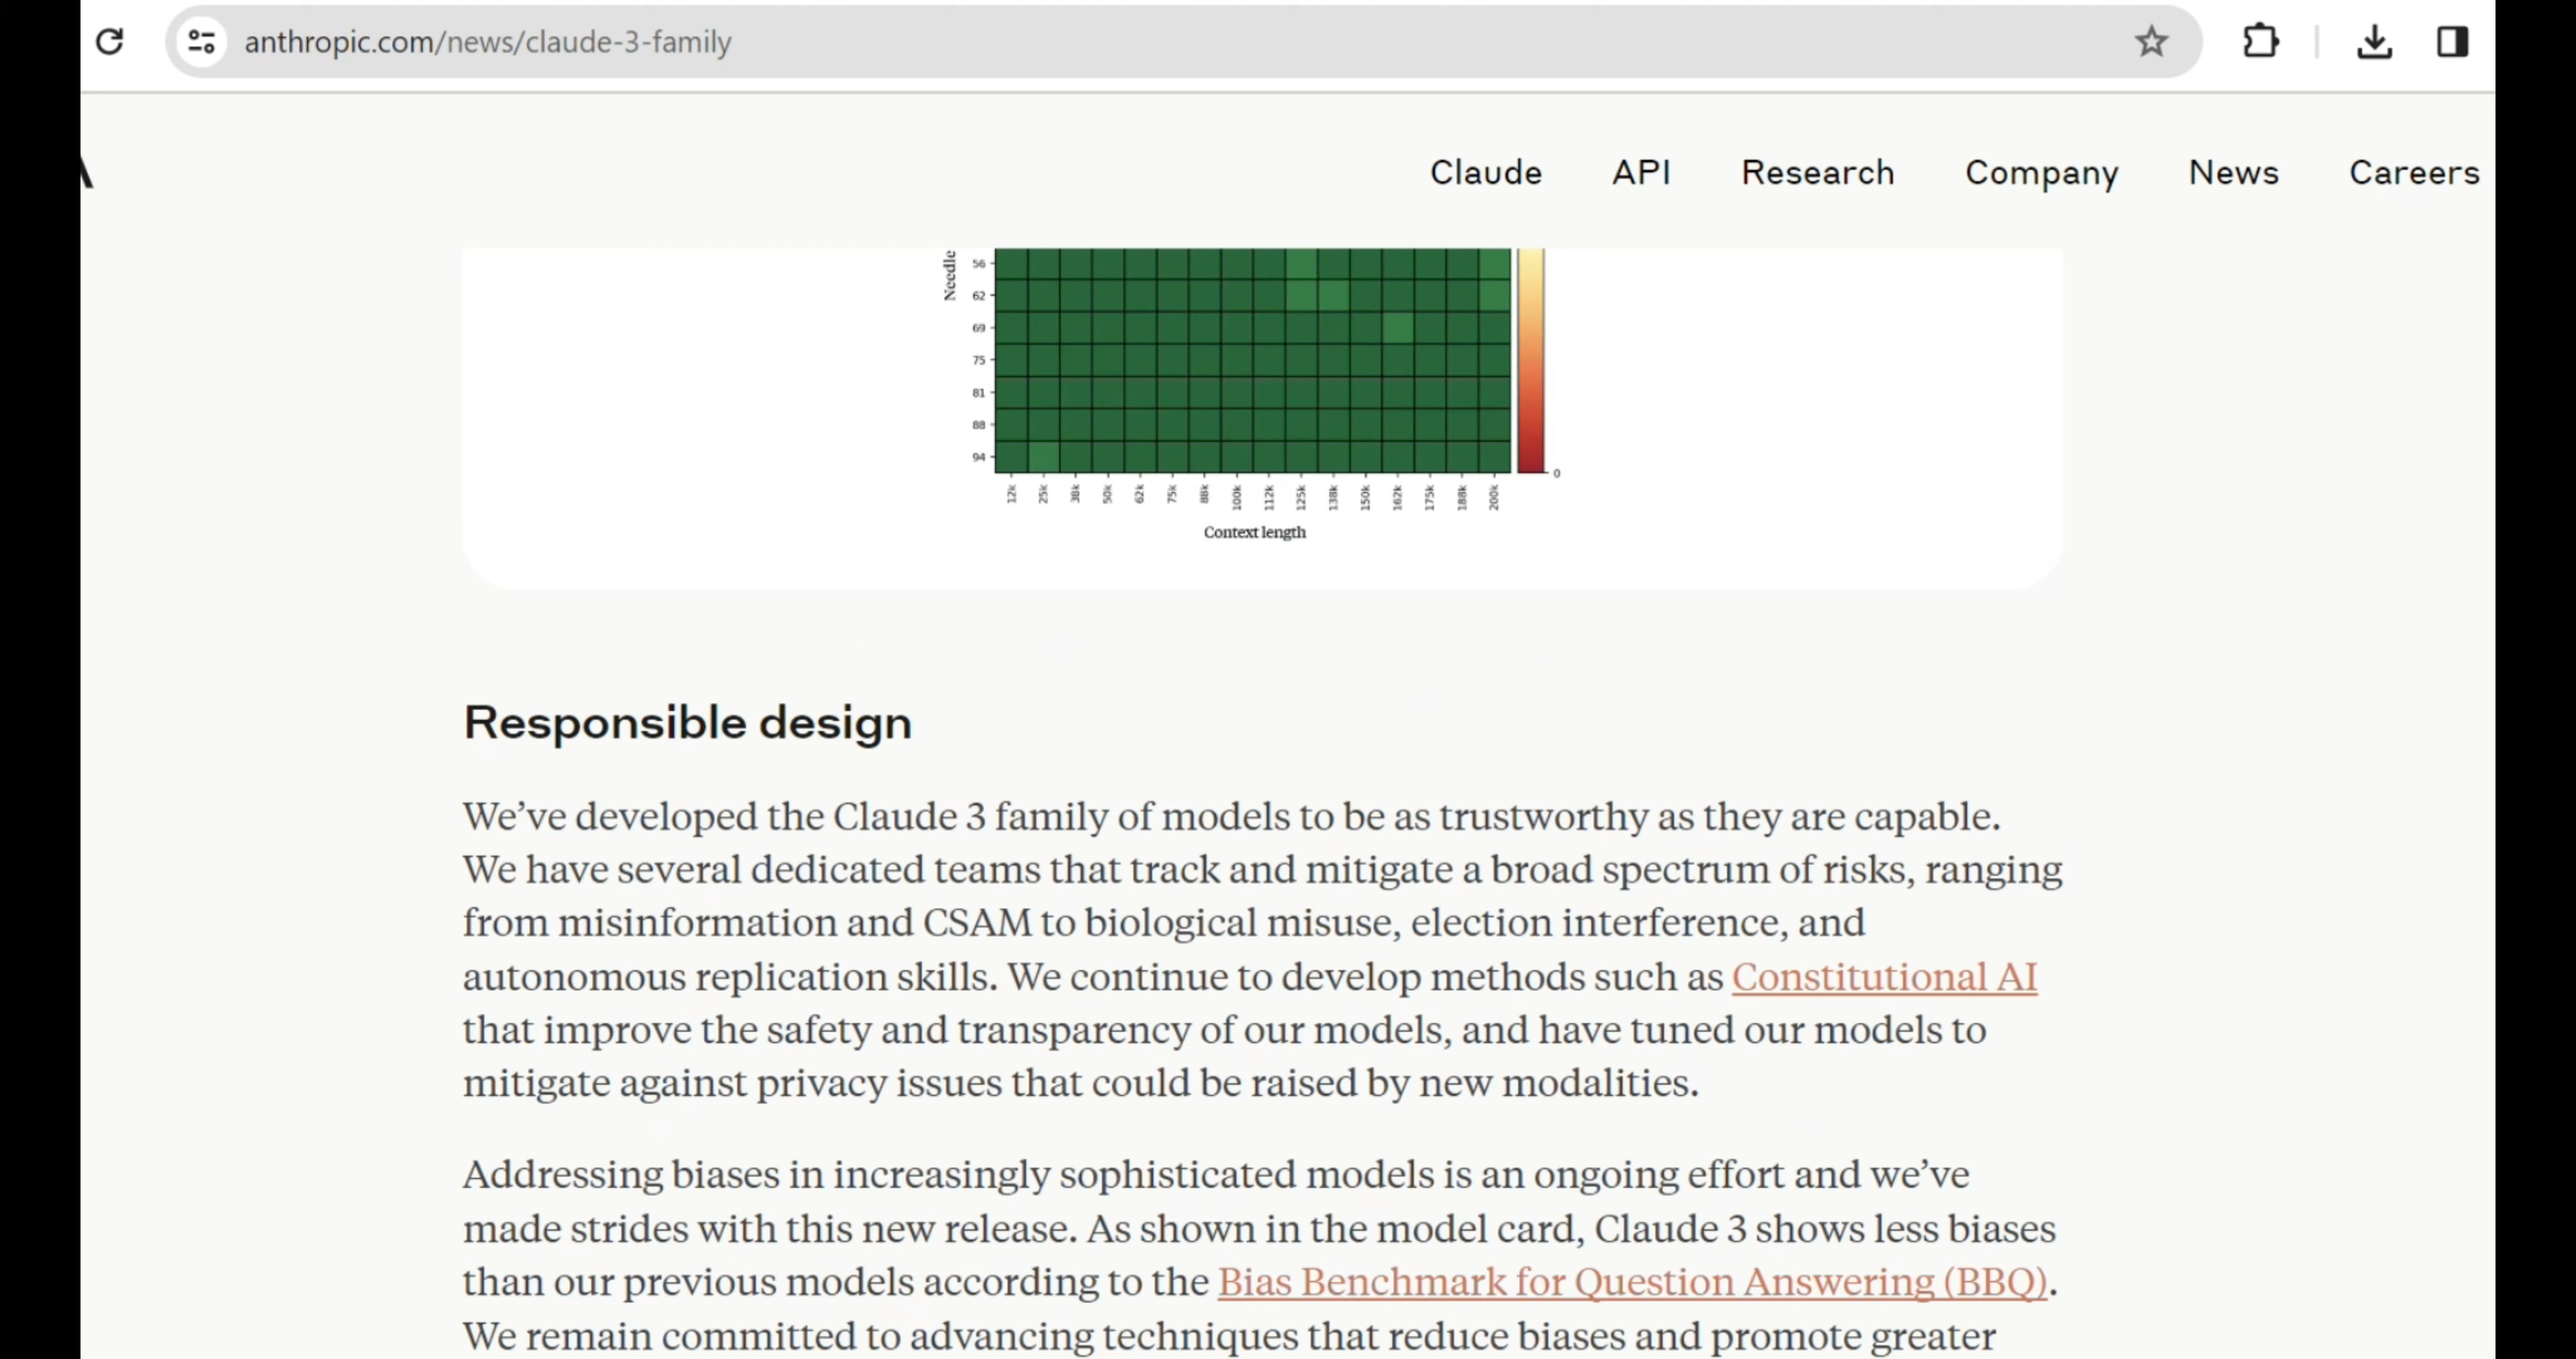 anthropic.com/news/claude-3-family
Claude API Research Company News Careers
Needle
56
62
69
75
81
88
94
0
12k 25k 38k 50k 62k 75k 88k 100k 112k 125k 138k 150k 162k 175k 188k 200k
Context length
Responsible design
We’ve developed the Claude 3 family of models to be as trustworthy as they are capable.
We have several dedicated teams that track and mitigate a broad spectrum of risks, ranging
from misinformation and CSAM to biological misuse, election interference, and
autonomous replication skills. We continue to develop methods such as Constitutional AI
that improve the safety and transparency of our models, and have tuned our models to
mitigate against privacy issues that could be raised by new modalities.
Addressing biases in increasingly sophisticated models is an ongoing effort and we’ve
made strides with this new release. As shown in the model card, Claude 3 shows less biases
than our previous models according to the Bias Benchmark for Question Answering (BBQ).
We remain committed to advancing techniques that reduce biases and promote greater